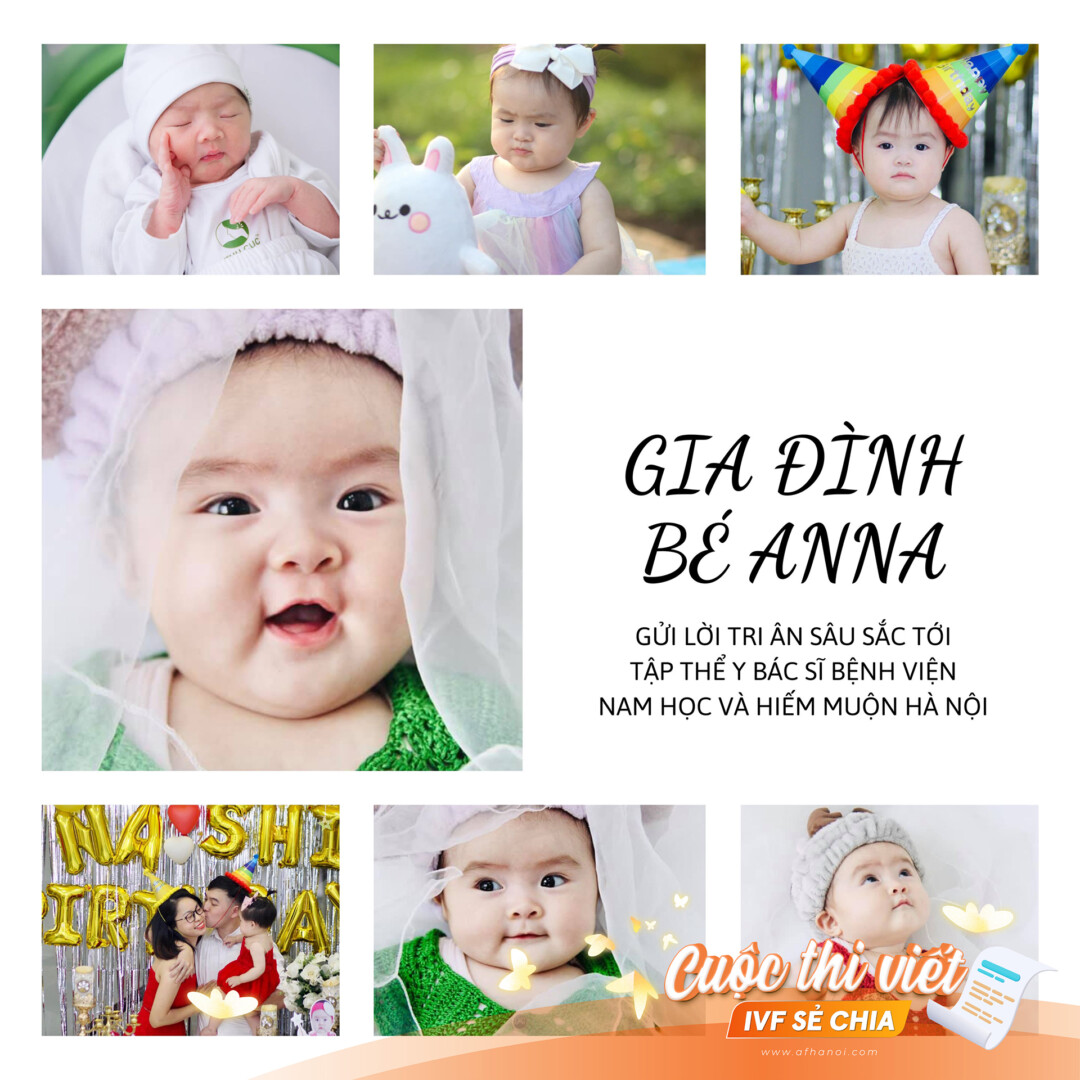 GIA ĐÌNH
BÉ ANNA
GỬI LỜI TRI ÂN SÂU SẮC TỚI
TẬP THỂ Y BÁC SĨ BỆNH VIỆN
NAM HỌC VÀ HIẾM MUỘN HÀ NỘI
Cuộc thi viết
IVF SẺ CHIA
www.afhanoi.com